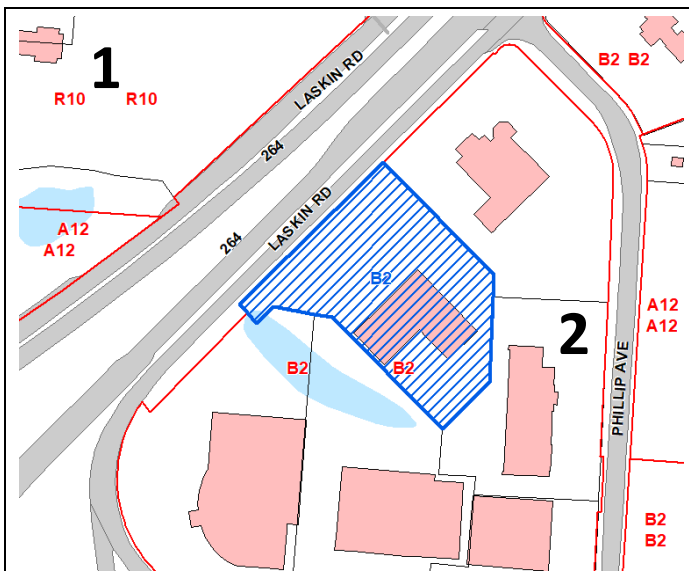 1
R10 R10
LASKIN RD
264
B2 B2
A12
A12
264
LASKIN RD
B2
A12
A12
2
B2
B2
PHILLIP AVE
B2
B2